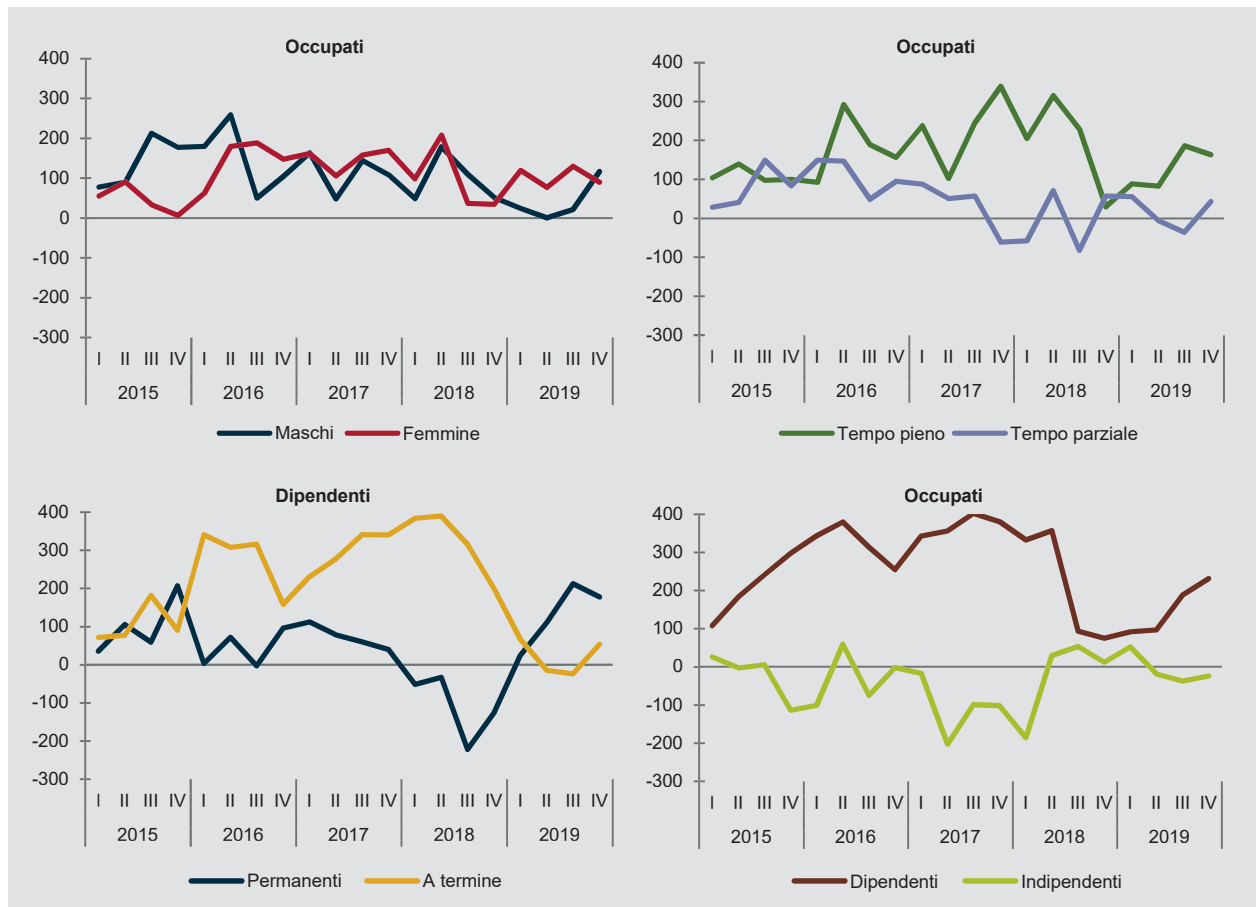 Occupati
400
300
200
100
0
-100
-200
-300
I II III IV I II III IV I II III IV I II III IV I II III IV
2015 2016 2017 2018 2019
Maschi Femmine
Occupati
400
300
200
100
0
-100
-200
-300
I II III IV I II III IV I II III IV I II III IV I II III IV
2015 2016 2017 2018 2019
Tempo pieno Tempo parziale
Dipendenti
400
300
200
100
0
-100
-200
-300
I II III IV I II III IV I II III IV I II III IV I II III IV
2015 2016 2017 2018 2019
Permanenti A termine
Occupati
400
300
200
100
0
-100
-200
-300
I II III IV I II III IV I II III IV I II III IV I II III IV
2015 2016 2017 2018 2019
Dipendenti Indipendenti